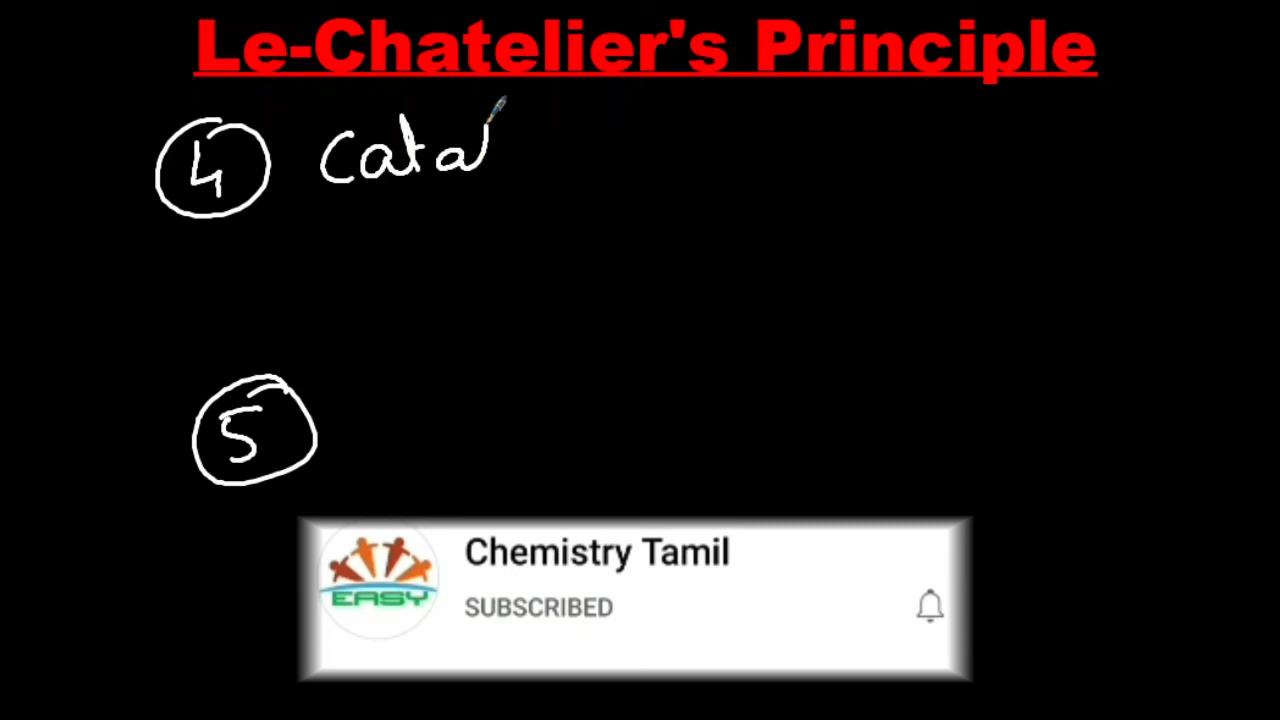 Le-Chatelier's Principle
4 Catal
5
EASY
Chemistry Tamil
SUBSCRIBED